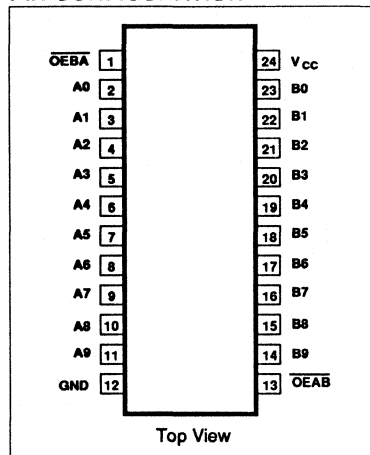 OEBA 1 24 VCC
A0 2 23 B0
A1 3 22 B1
A2 4 21 B2
A3 5 20 B3
A4 6 19 B4
A5 7 18 B5
A6 8 17 B6
A7 9 16 B7
A8 10 15 B8
A9 11 14 B9
GND 12 13 OEAB
Top View